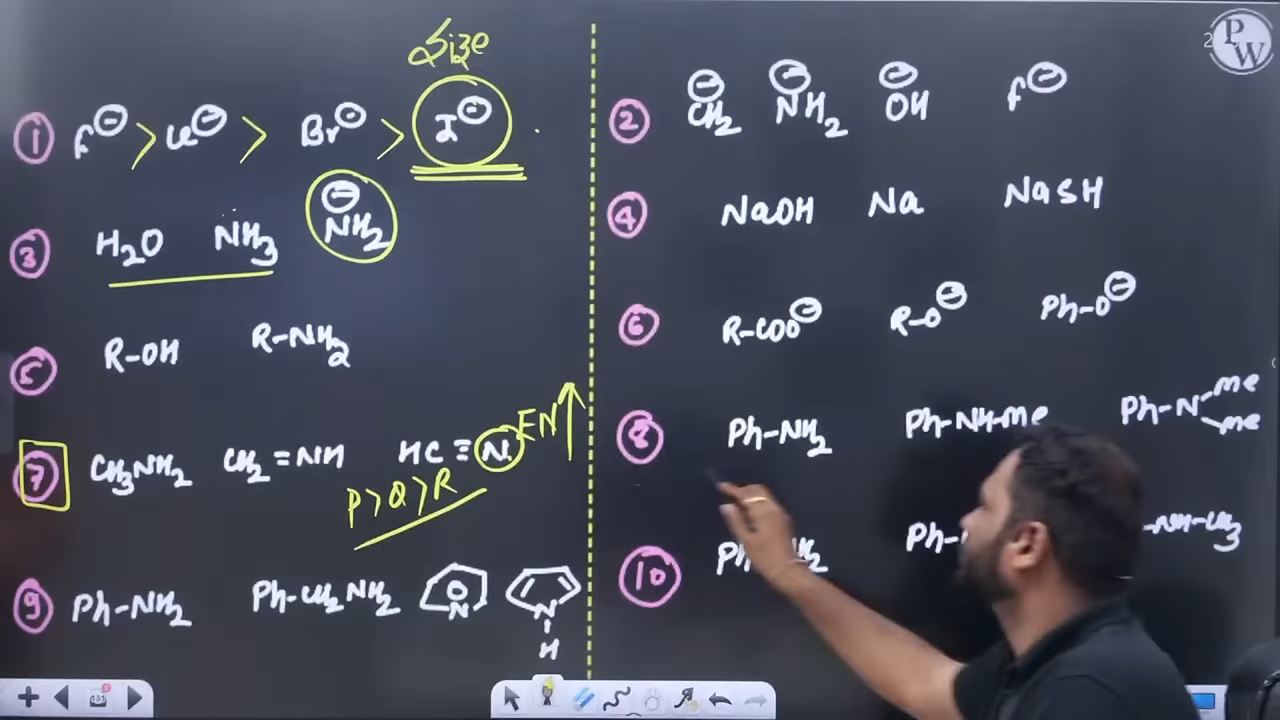 Size
① F⊖ > Cl⊖ > Br⊖ > I⊖
③ H₂O NH₃ ⊖NH₂
⑤ R-OH R-NH₂
⑦ CH₃NH₂ CH₂=NH HC≡N EN↑
P>Q>R
⑨ Ph-NH₂ Ph-CH₂NH₂ N N
H
131
② ⊖CH₂ ⊖NH₂ ⊖OH F⊖
④ NaOH Na NaSH
⑥ R-COO⊖ R-O⊖ Ph-O⊖
⑧ Ph-NH₂ Ph-NH-Me Ph-N Me
Me
⑩ -NH-CH₃
P
W
2